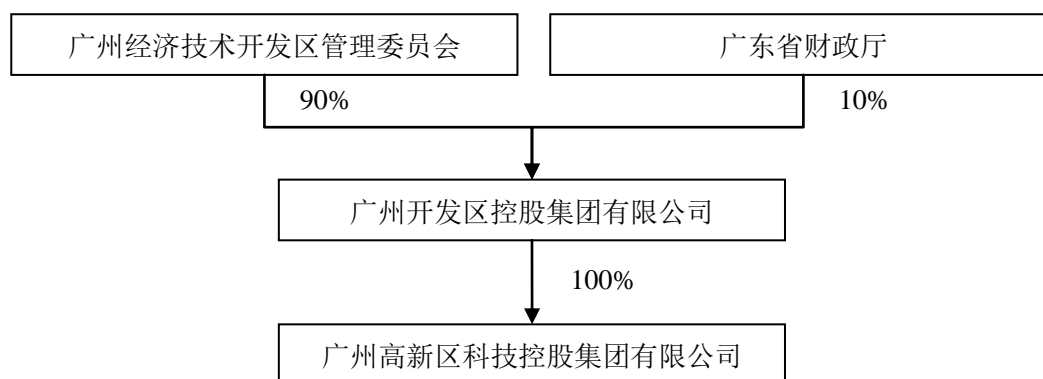 广州经济技术开发区管理委员会
广东省财政厅
90%
10%
广州开发区控股集团有限公司
100%
广州高新区科技控股集团有限公司